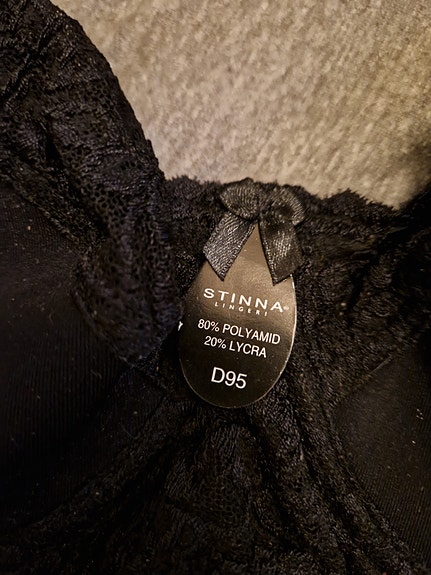 STINNA®
LINGERI
80% POLYAMID
20% LYCRA
D95